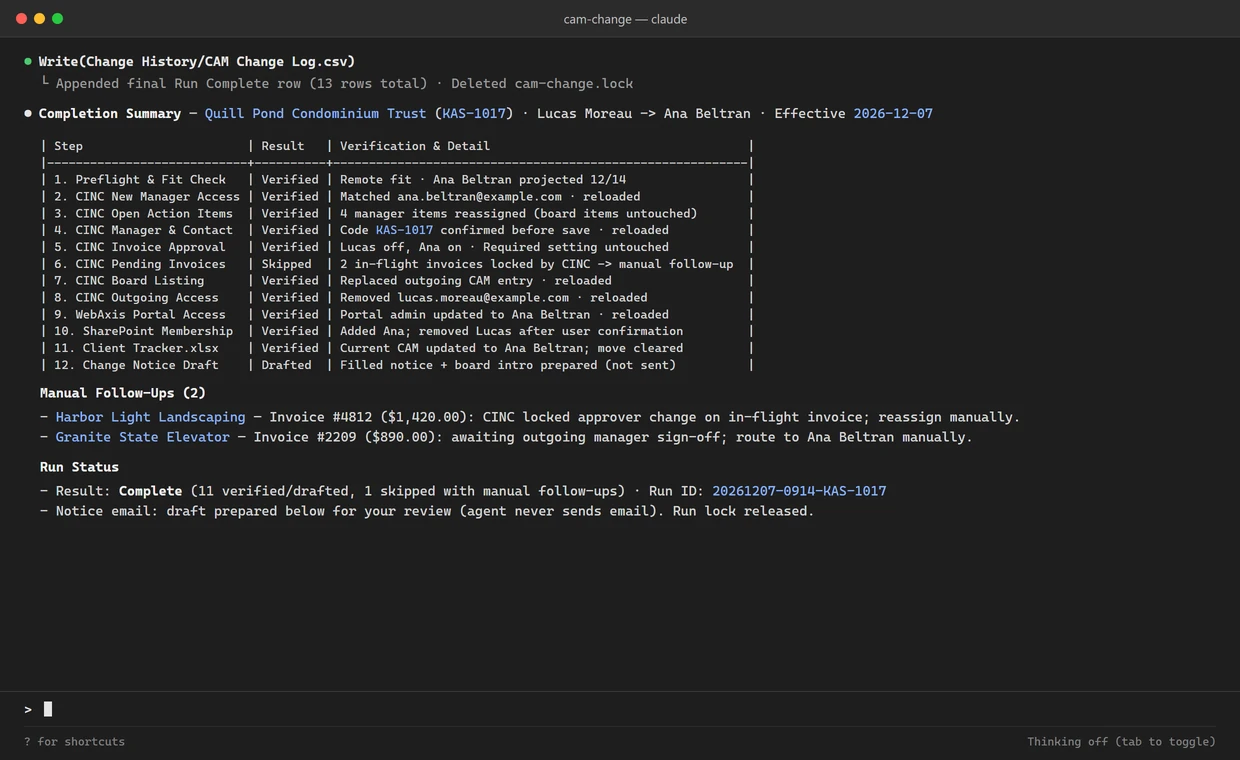 cam-change — claude
● Write(Change History/CAM Change Log.csv)
└ Appended final Run Complete row (13 rows total) · Deleted cam-change.lock
● Completion Summary — Quill Pond Condominium Trust (KAS-1017) · Lucas Moreau -> Ana Beltran · Effective 2026-12-07
| Step | Result | Verification & Detail |
|----------------------------+----------+----------------------------------------------------------|
| 1. Preflight & Fit Check | Verified | Remote fit · Ana Beltran projected 12/14 |
| 2. CINC New Manager Access | Verified | Matched ana.beltran@example.com · reloaded |
| 3. CINC Open Action Items | Verified | 4 manager items reassigned (board items untouched) |
| 4. CINC Manager & Contact | Verified | Code KAS-1017 confirmed before save · reloaded |
| 5. CINC Invoice Approval | Verified | Lucas off, Ana on · Required setting untouched |
| 6. CINC Pending Invoices | Skipped | 2 in-flight invoices locked by CINC -> manual follow-up |
| 7. CINC Board Listing | Verified | Replaced outgoing CAM entry · reloaded |
| 8. CINC Outgoing Access | Verified | Removed lucas.moreau@example.com · reloaded |
| 9. WebAxis Portal Access | Verified | Portal admin updated to Ana Beltran · reloaded |
| 10. SharePoint Membership | Verified | Added Ana; removed Lucas after user confirmation |
| 11. Client Tracker.xlsx | Verified | Current CAM updated to Ana Beltran; move cleared |
| 12. Change Notice Draft | Drafted | Filled notice + board intro prepared (not sent) |
Manual Follow-Ups (2)
— Harbor Light Landscaping — Invoice #4812 ($1,420.00): CINC locked approver change on in-flight invoice; reassign manually.
— Granite State Elevator — Invoice #2209 ($890.00): awaiting outgoing manager sign-off; route to Ana Beltran manually.
Run Status
— Result: Complete (11 verified/drafted, 1 skipped with manual follow-ups) · Run ID: 20261207-0914-KAS-1017
— Notice email: draft prepared below for your review (agent never sends email). Run lock released.
>
? for shortcuts
Thinking off (tab to toggle)